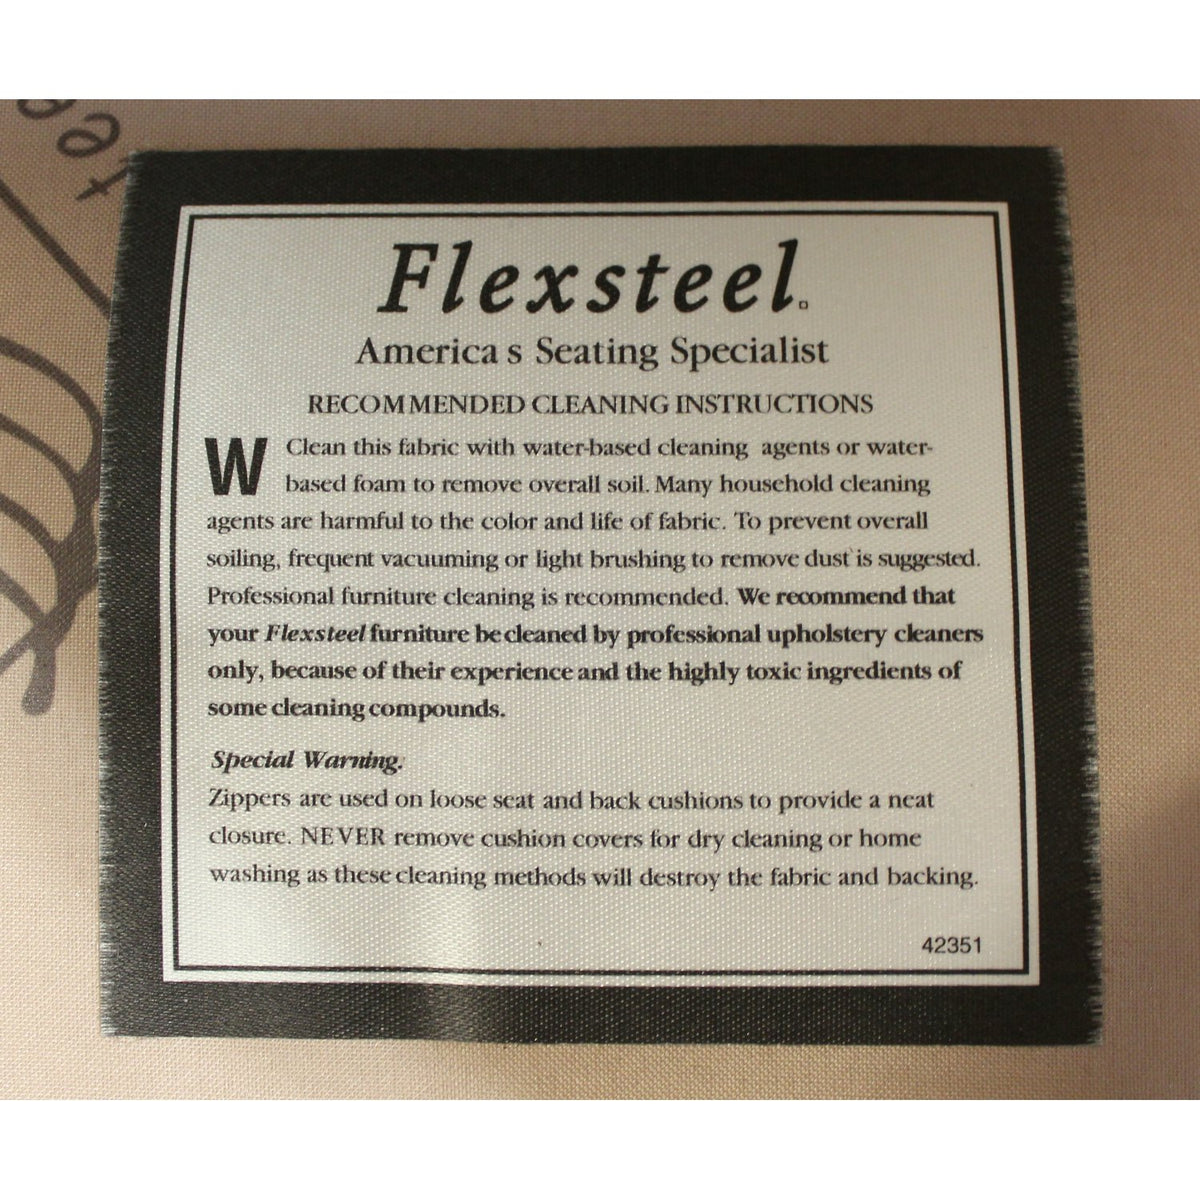 Flexsteel
America s Seating Specialist
RECOMMENDED CLEANING INSTRUCTIONS
W Clean this fabric with water-based cleaning agents or water-
based foam to remove overall soil. Many household cleaning
agents are harmful to the color and life of fabric. To prevent overall
soiling, frequent vacuuming or light brushing to remove dust is suggested.
Professional furniture cleaning is recommended. We recommend that
your Flexsteel furniture be cleaned by professional upholstery cleaners
only, because of their experience and the highly toxic ingredients of
some cleaning compounds.
Special Warning.
Zippers are used on loose seat and back cushions to provide a neat
closure. NEVER remove cushion covers for dry cleaning or home
washing as these cleaning methods will destroy the fabric and backing.
42351